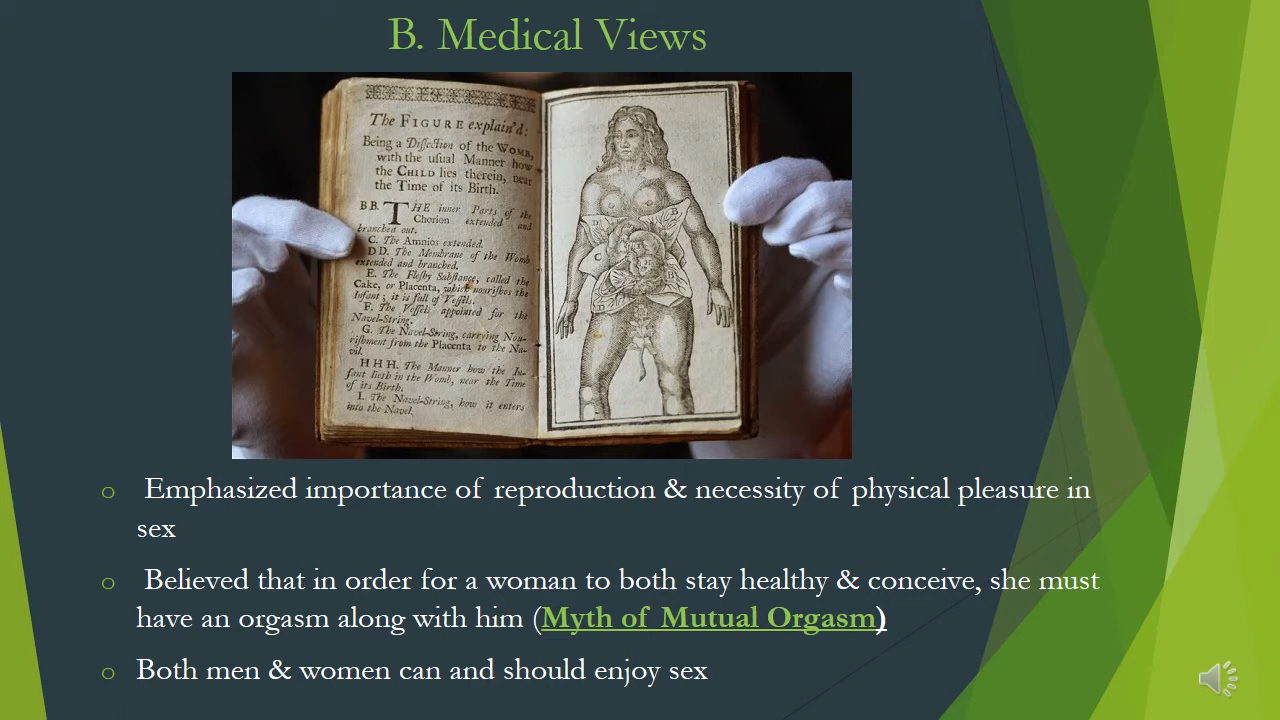 B. Medical Views
The FIGURE explain'd:
Being a Dissection of the WOMB,
with the usual Manner how
the CHILD lies therein, near
the Time of its Birth.
BB. THE inner Parts of the
Chorion extended and
branched out.
C. The Amnios extended.
DD. The Membrane of the Womb
extended and branched.
E. The Fleshy Substance, called the
Cake, or Placenta, which nourishes the
Infant; it is full of Vessels.
F. The Vessels appointed for the
Navel-String.
G. The Navel-String, carrying Nou-
rishment from the Placenta to the Na-
vil.
HHH. The Manner how the In-
fant lieth in the Womb, near the Time
of its Birth.
I. The Navel-String, how it enters
into the Navel.
Emphasized importance of reproduction & necessity of physical pleasure in
sex
Believed that in order for a woman to both stay healthy & conceive, she must
have an orgasm along with him (Myth of Mutual Orgasm)
Both men & women can and should enjoy sex